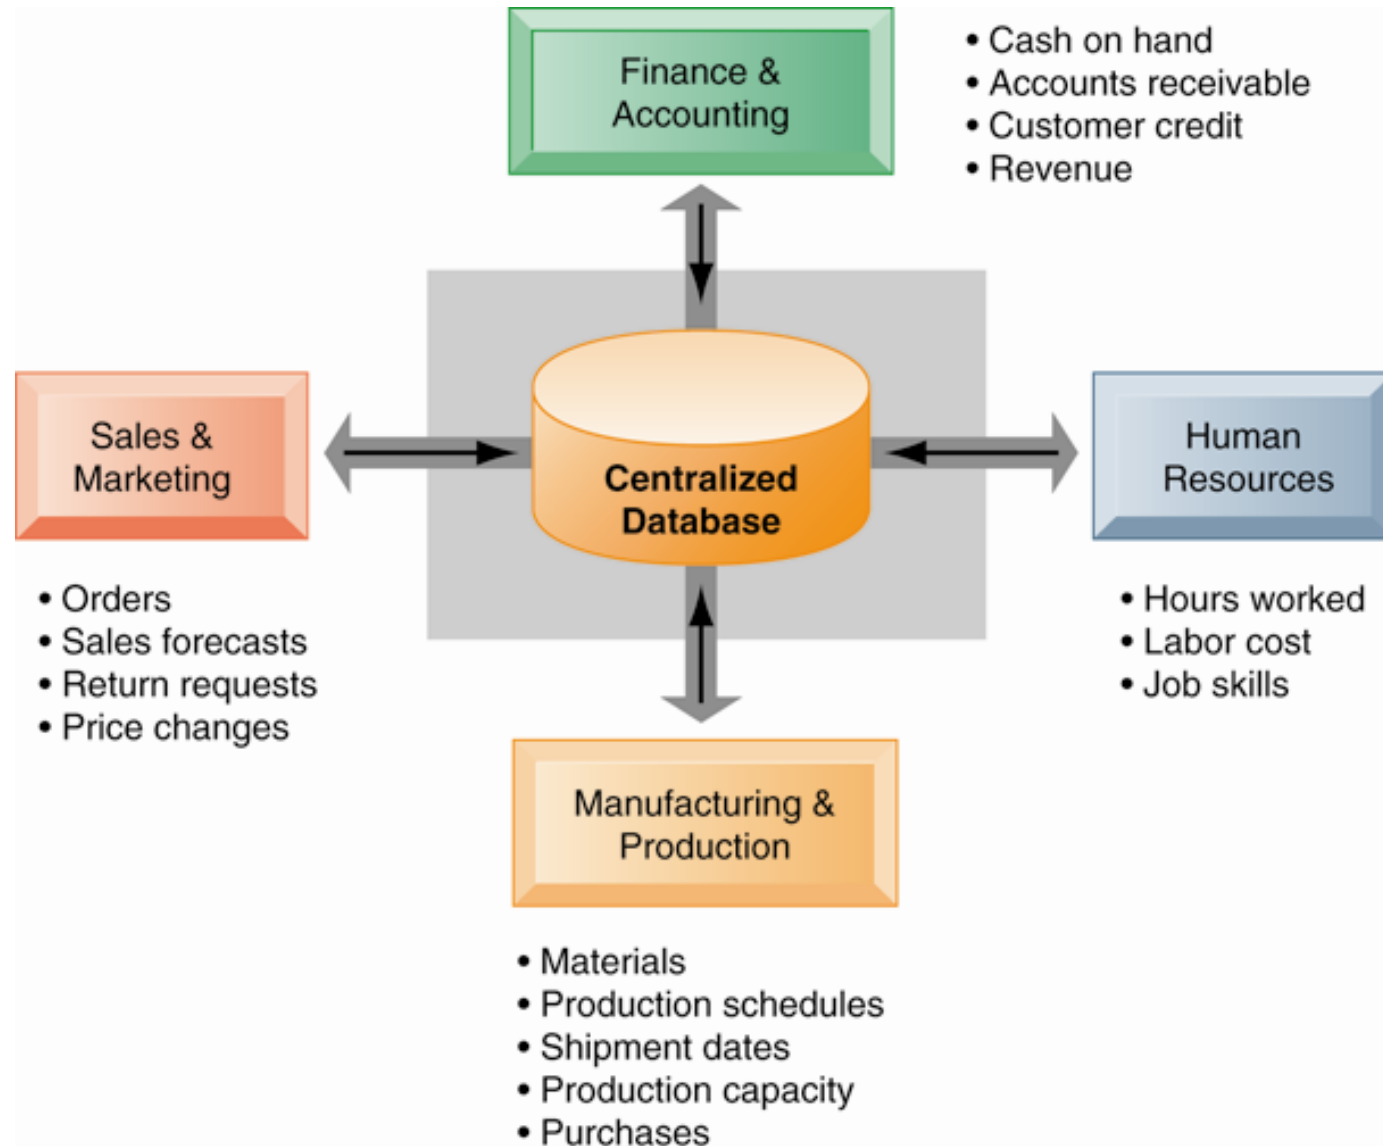 Finance &
Accounting
• Cash on hand
• Accounts receivable
• Customer credit
• Revenue
Sales &
Marketing
• Orders
• Sales forecasts
• Return requests
• Price changes
Centralized
Database
Human
Resources
• Hours worked
• Labor cost
• Job skills
Manufacturing &
Production
• Materials
• Production schedules
• Shipment dates
• Production capacity
• Purchases